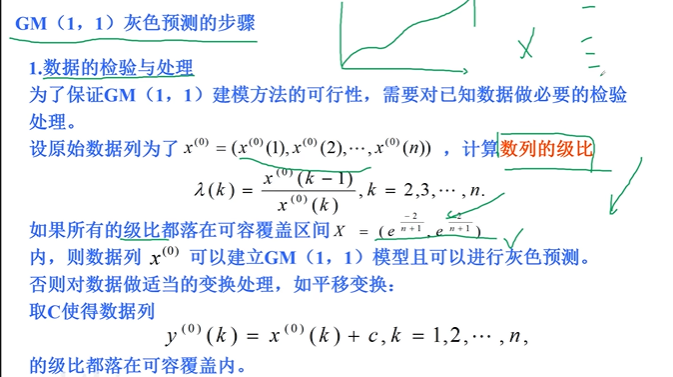 GM（1，1）灰色预测的步骤
1.数据的检验与处理
为了保证GM（1，1）建模方法的可行性，需要对已知数据做必要的检验
处理。
设原始数据列为了 x⁽⁰⁾ = (x⁽⁰⁾(1), x⁽⁰⁾(2),⋯, x⁽⁰⁾(n)) ，计算数列的级比
λ(k) = x⁽⁰⁾(k−1) / x⁽⁰⁾(k), k = 2,3,⋯, n.
如果所有的级比都落在可容覆盖区间 X = (e^(−2/(n+1)), e^(2/(n+1)))
内，则数列 x⁽⁰⁾ 可以建立GM（1，1）模型且可以进行灰色预测。
否则对数据做适当的变换处理，如平移变换：
取C使得数据列
y⁽⁰⁾(k) = x⁽⁰⁾(k) + c, k = 1,2,⋯, n,
的级比都落在可容覆盖内。